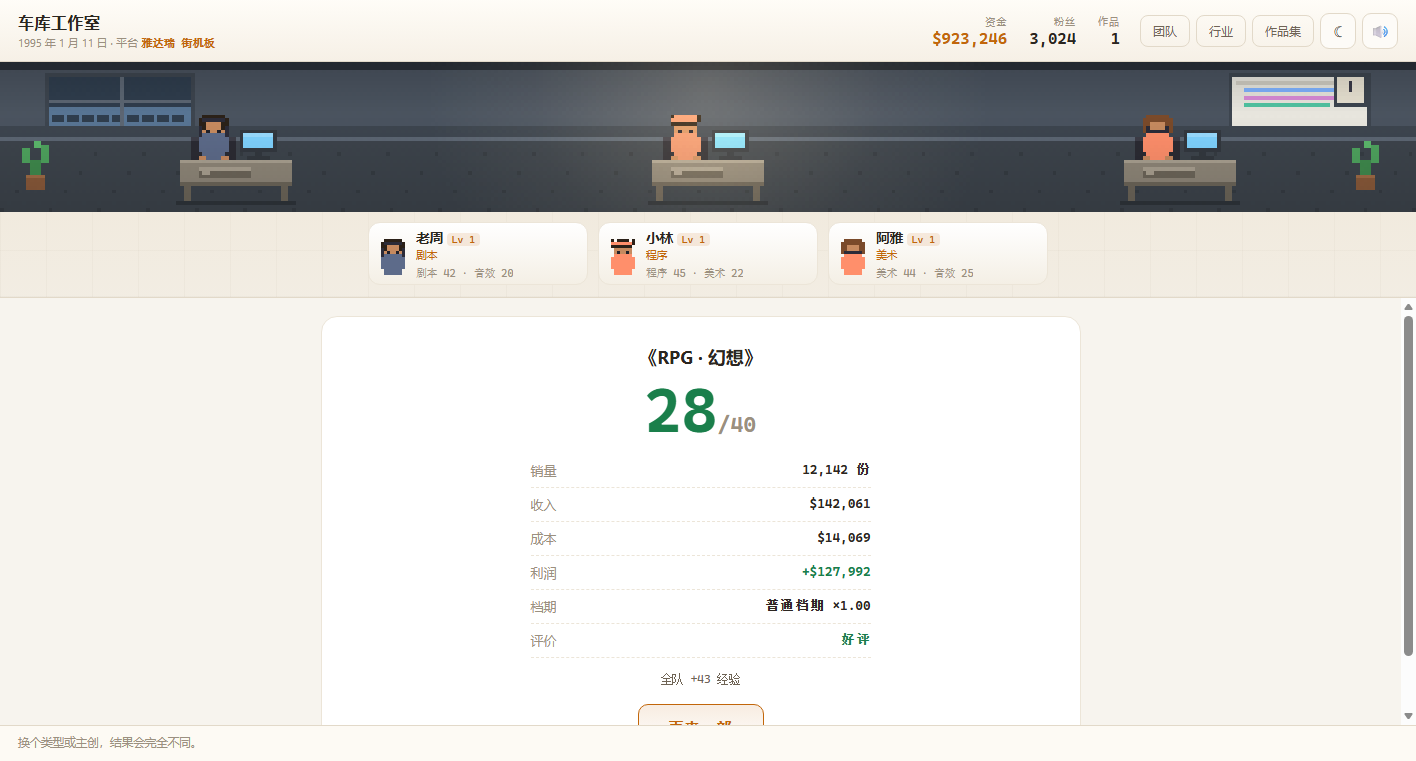 车库工作室
1995 年 1 月 11 日 · 平台 雅达瑞 街机板
资金
$923,246
粉丝
3,024
作品
1
团队
行业
作品集
老周 Lv 1
剧本
剧本 42 · 音效 20
小林 Lv 1
程序
程序 45 · 美术 22
阿雅 Lv 1
美术
美术 44 · 音效 25
《RPG · 幻想》
28/40
销量 12,142 份
收入 $142,061
成本 $14,069
利润 +$127,992
档期 普通档期 ×1.00
评价 好评
全队 +43 经验
换个类型或主创，结果会完全不同。